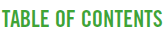 TABLE OF CONTENTS